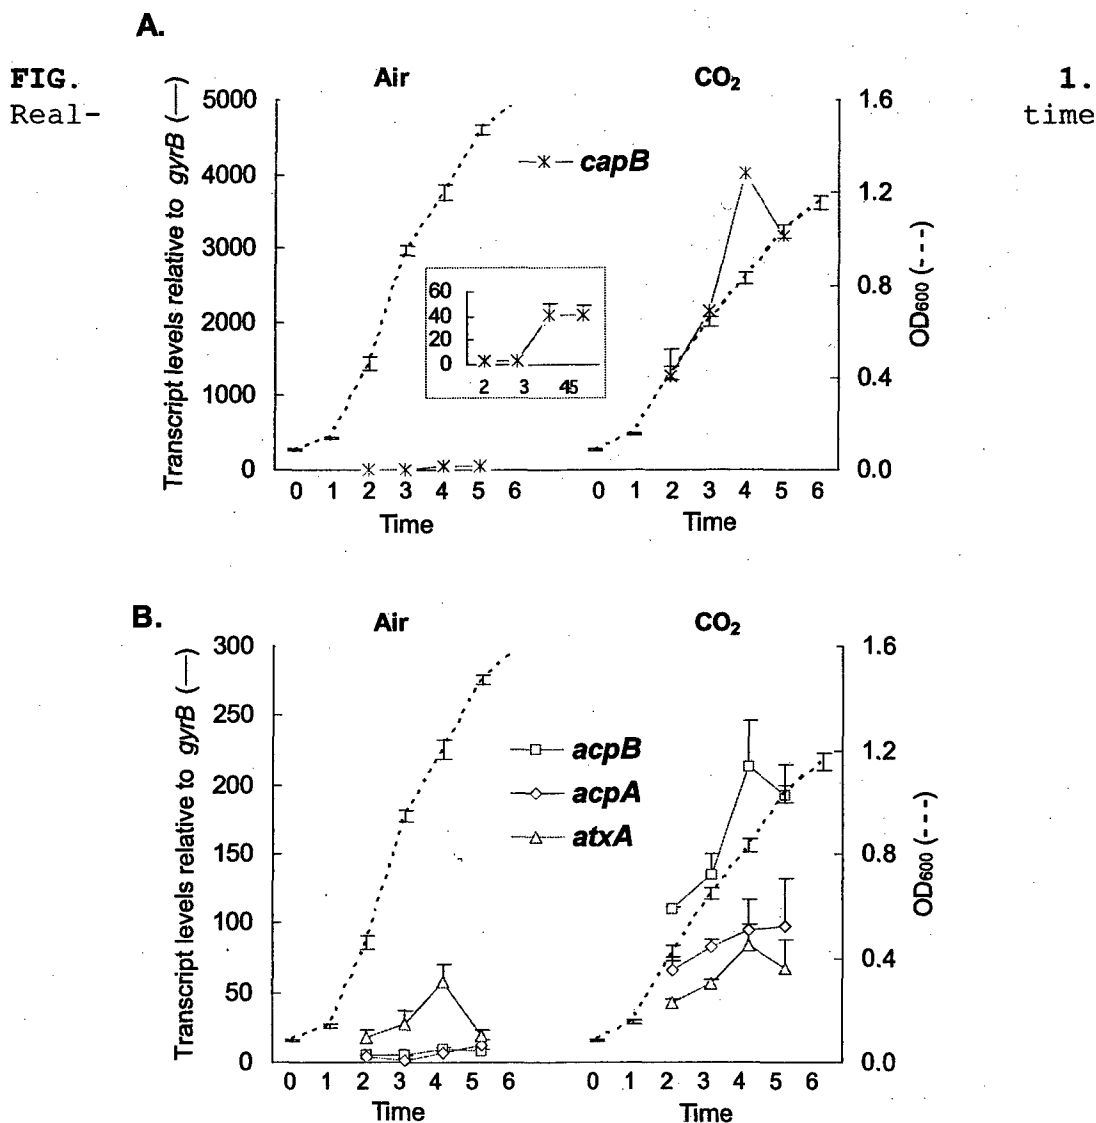 A.
FIG. 1.
Real- time
Air CO2
Transcript levels relative to gyrB (—)
5000
4000
3000
2000
1000
0
capB
60
40
20
0
2 3 45
1.6
1.2
0.8
0.4
0.0
OD600 (---)
0 1 2 3 4 5 6
0 1 2 3 4 5 6
Time Time
B.
Air CO2
Transcript levels relative to gyrB (—)
300
250
200
150
100
50
0
acpB
acpA
atxA
1.6
1.2
0.8
0.4
0.0
OD600 (---)
0 1 2 3 4 5 6
0 1 2 3 4 5 6
Time Time